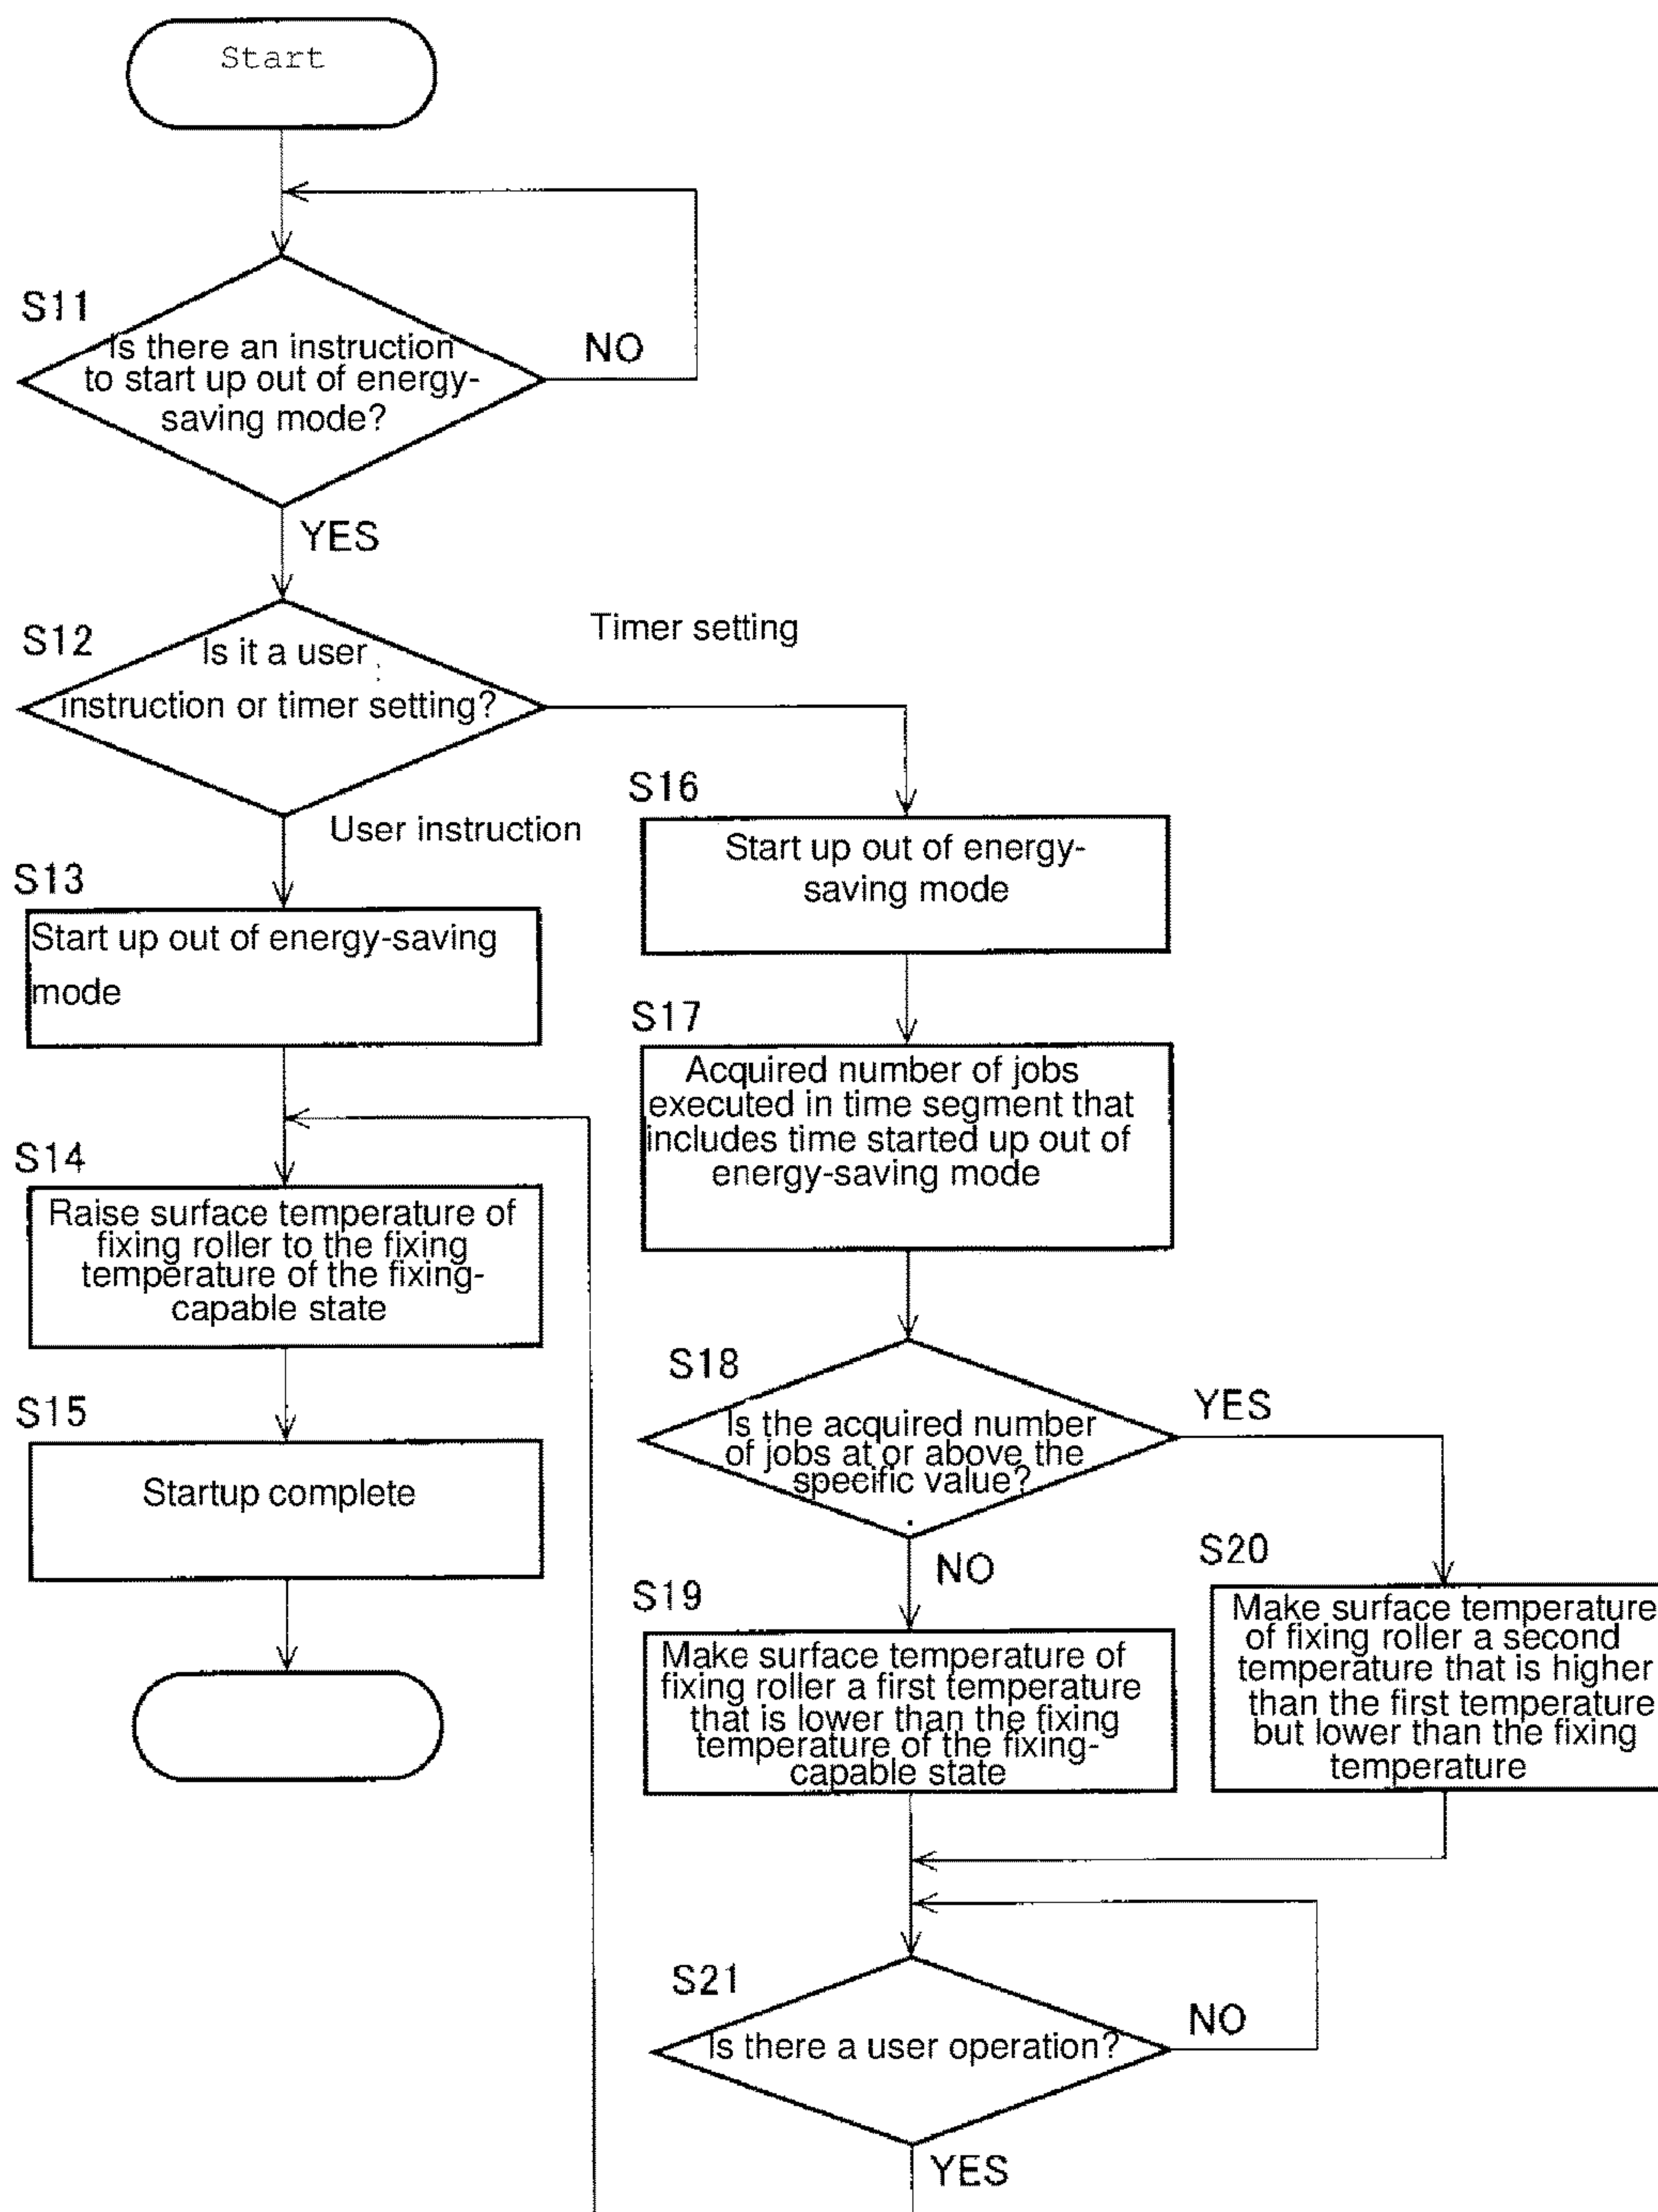 Start
S11
Is there an instruction
to start up out of energy-
saving mode?
NO
YES
S12
Is it a user
instruction or timer setting?
Timer setting
User instruction
S13
Start up out of energy-saving
mode
S14
Raise surface temperature of
fixing roller to the fixing
temperature of the fixing-
capable state
S15
Startup complete
S16
Start up out of energy-
saving mode
S17
Acquired number of jobs
executed in time segment that
includes time started up out of
energy-saving mode
S18
Is the acquired number
of jobs at or above the
specific value?
YES
NO
S19
Make surface temperature of
fixing roller a first temperature
that is lower than the fixing
temperature of the fixing-
capable state
S20
Make surface temperature
of fixing roller a second
temperature that is higher
than the first temperature
but lower than the fixing
temperature
S21
Is there a user operation?
NO
YES